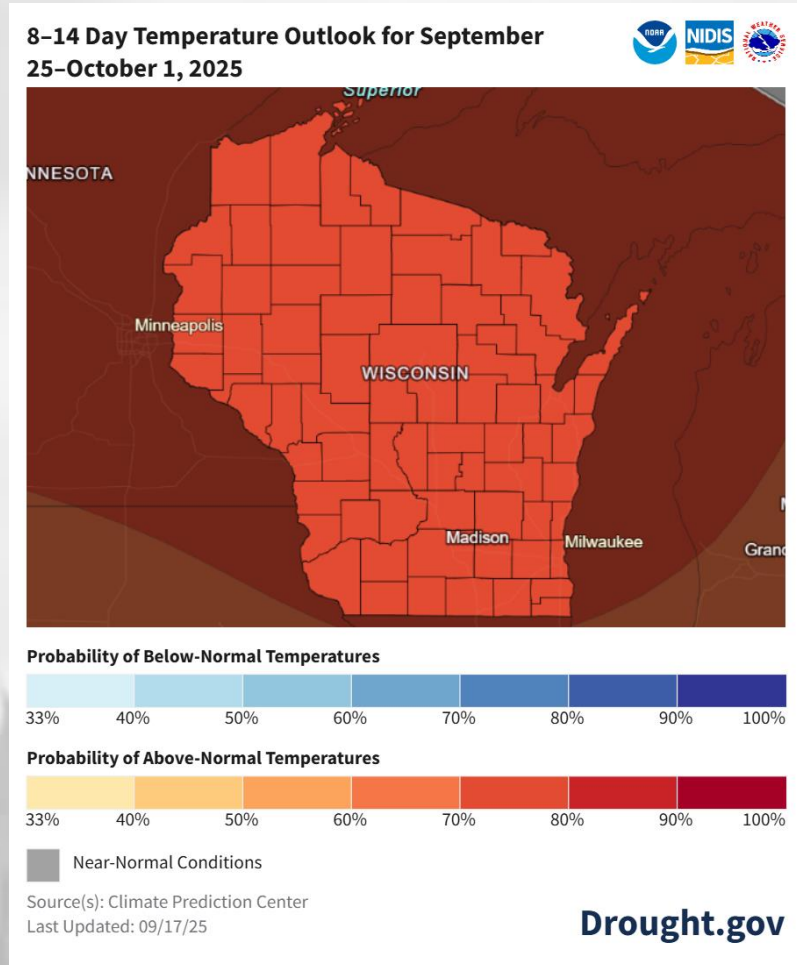 8–14 Day Temperature Outlook for September
25–October 1, 2025
NOAA
NIDIS
Superior
NNESOTA
Minneapolis
WISCONSIN
Madison
Milwaukee
Grand
Probability of Below-Normal Temperatures
33% 40% 50% 60% 70% 80% 90% 100%
Probability of Above-Normal Temperatures
33% 40% 50% 60% 70% 80% 90% 100%
Near-Normal Conditions
Source(s): Climate Prediction Center
Last Updated: 09/17/25
Drought.gov